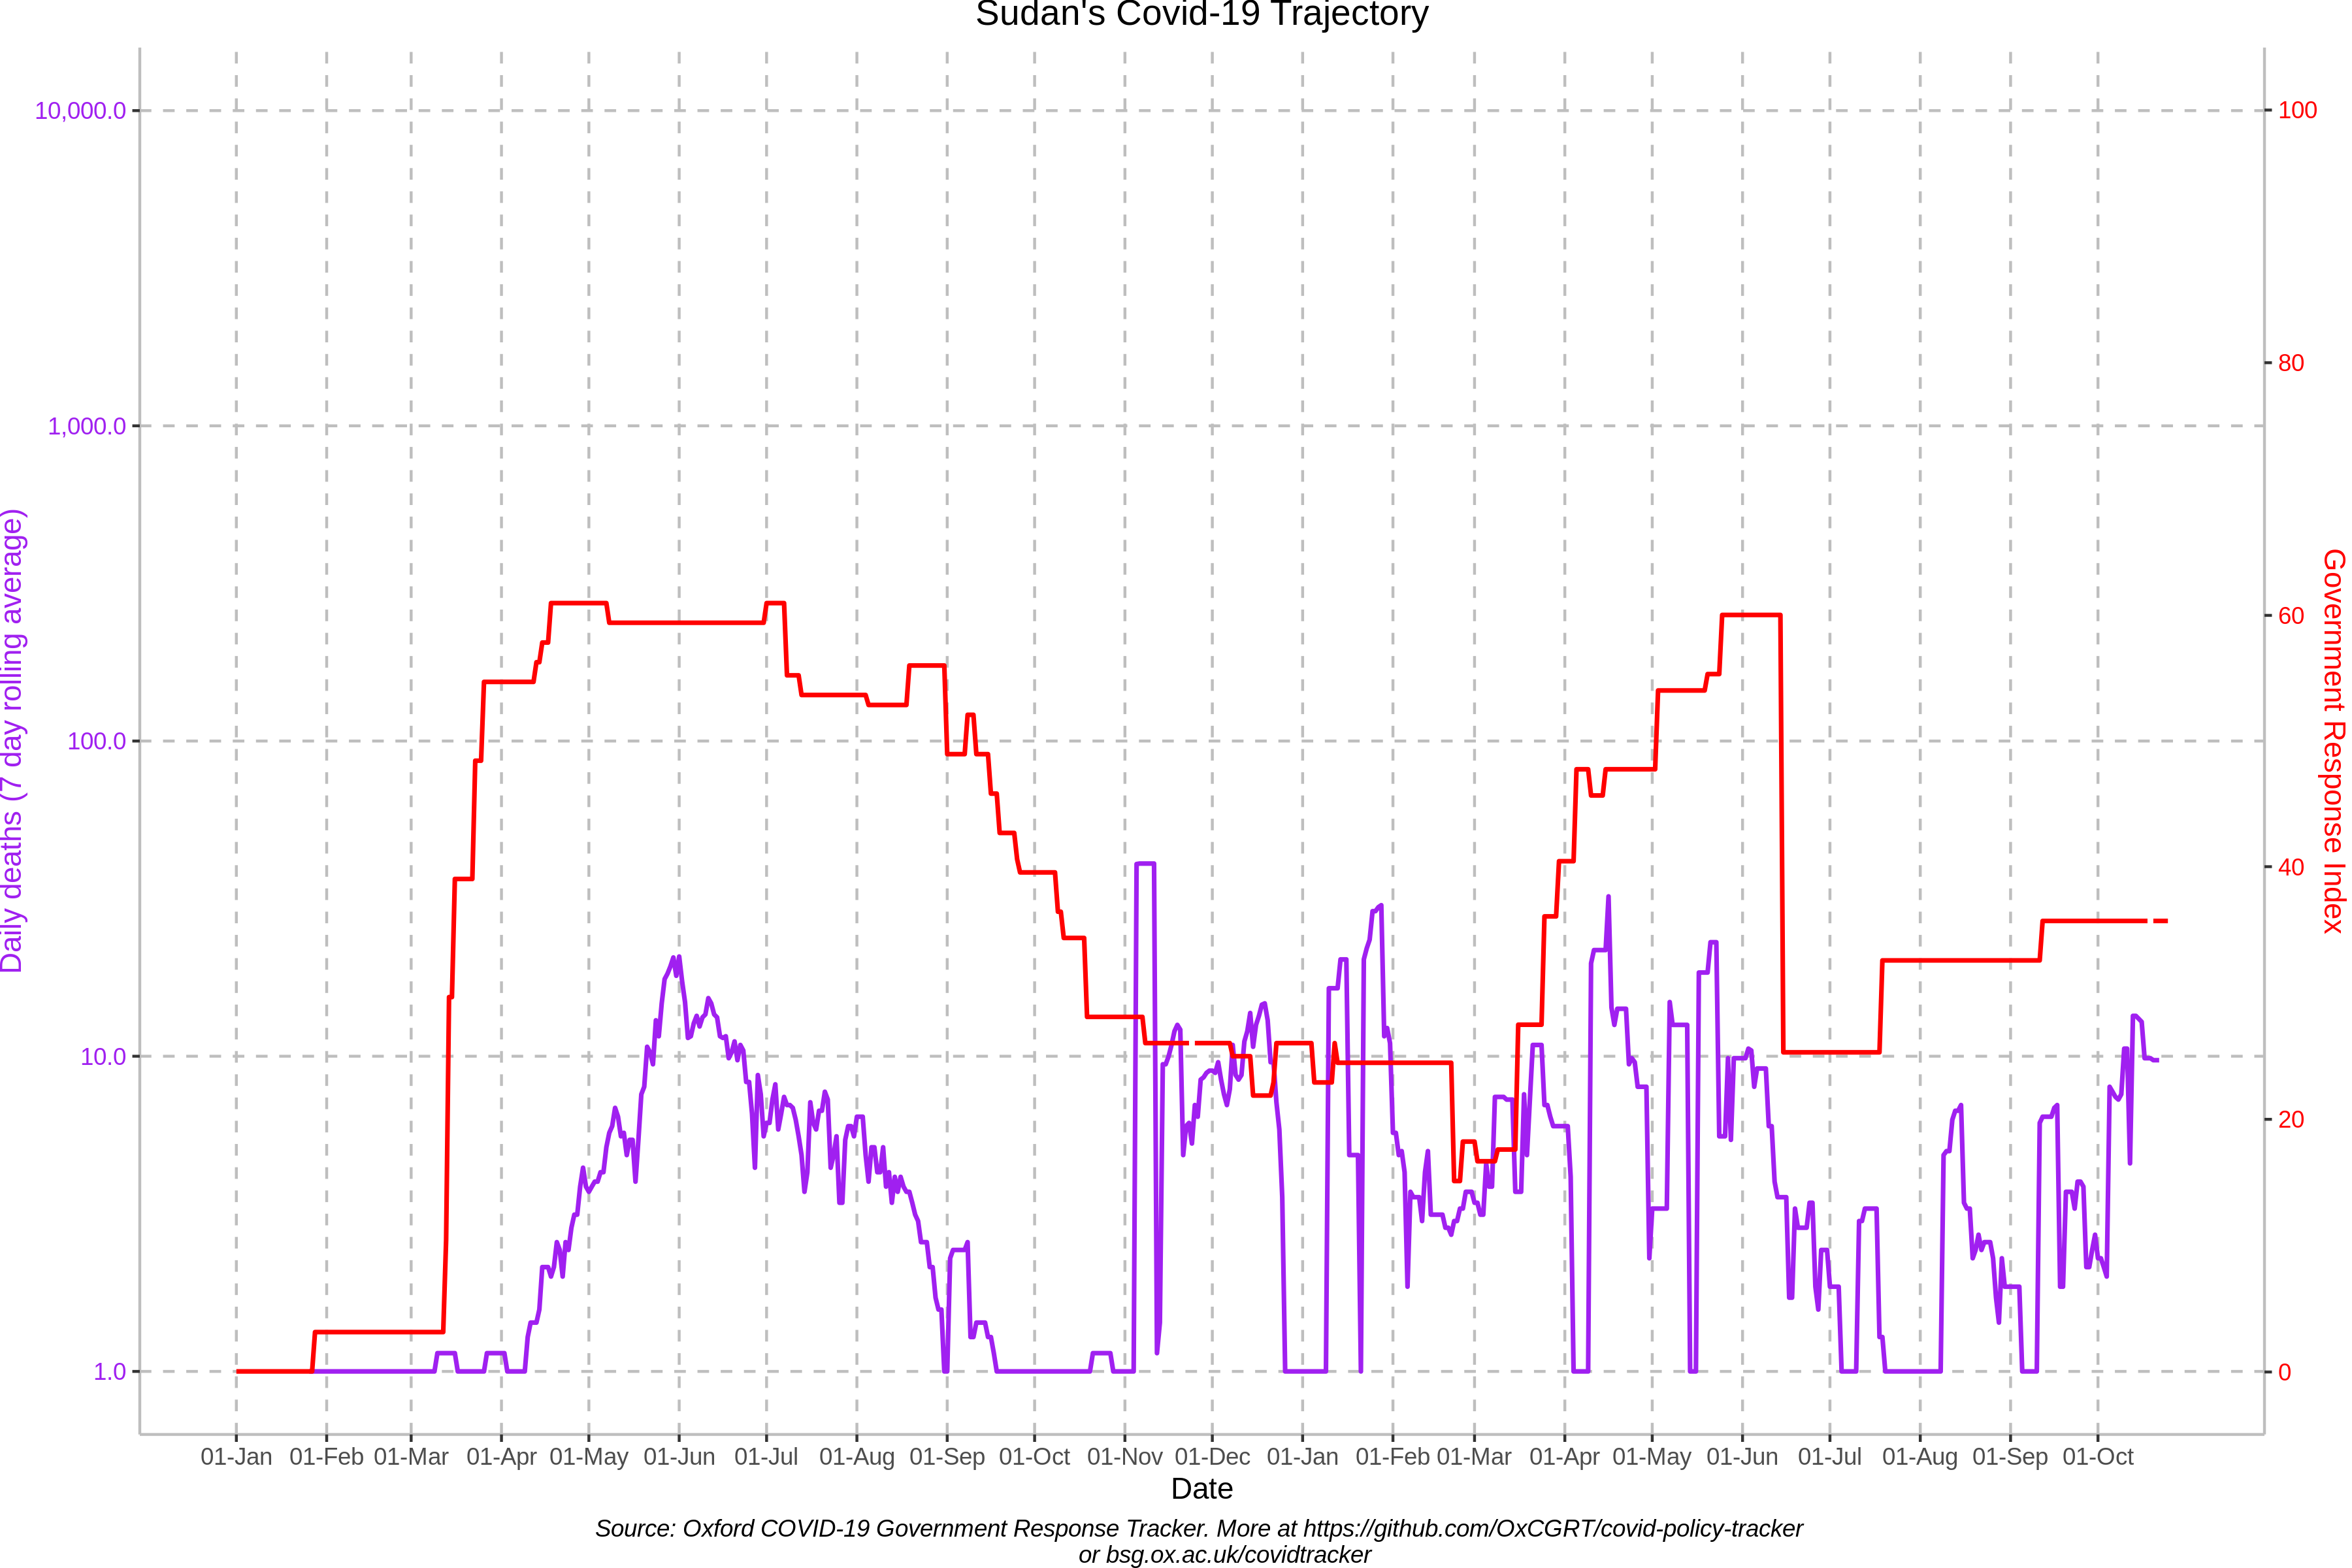 Sudan's Covid-19 Trajectory
10,000.0
1,000.0
100.0
10.0
1.0
Daily deaths (7 day rolling average)
100
80
60
40
20
0
Government Response Index
01-Jan 01-Feb 01-Mar 01-Apr 01-May 01-Jun 01-Jul 01-Aug 01-Sep 01-Oct 01-Nov 01-Dec 01-Jan 01-Feb 01-Mar 01-Apr 01-May 01-Jun 01-Jul 01-Aug 01-Sep 01-Oct
Date
Source: Oxford COVID-19 Government Response Tracker. More at https://github.com/OxCGRT/covid-policy-tracker
or bsg.ox.ac.uk/covidtracker